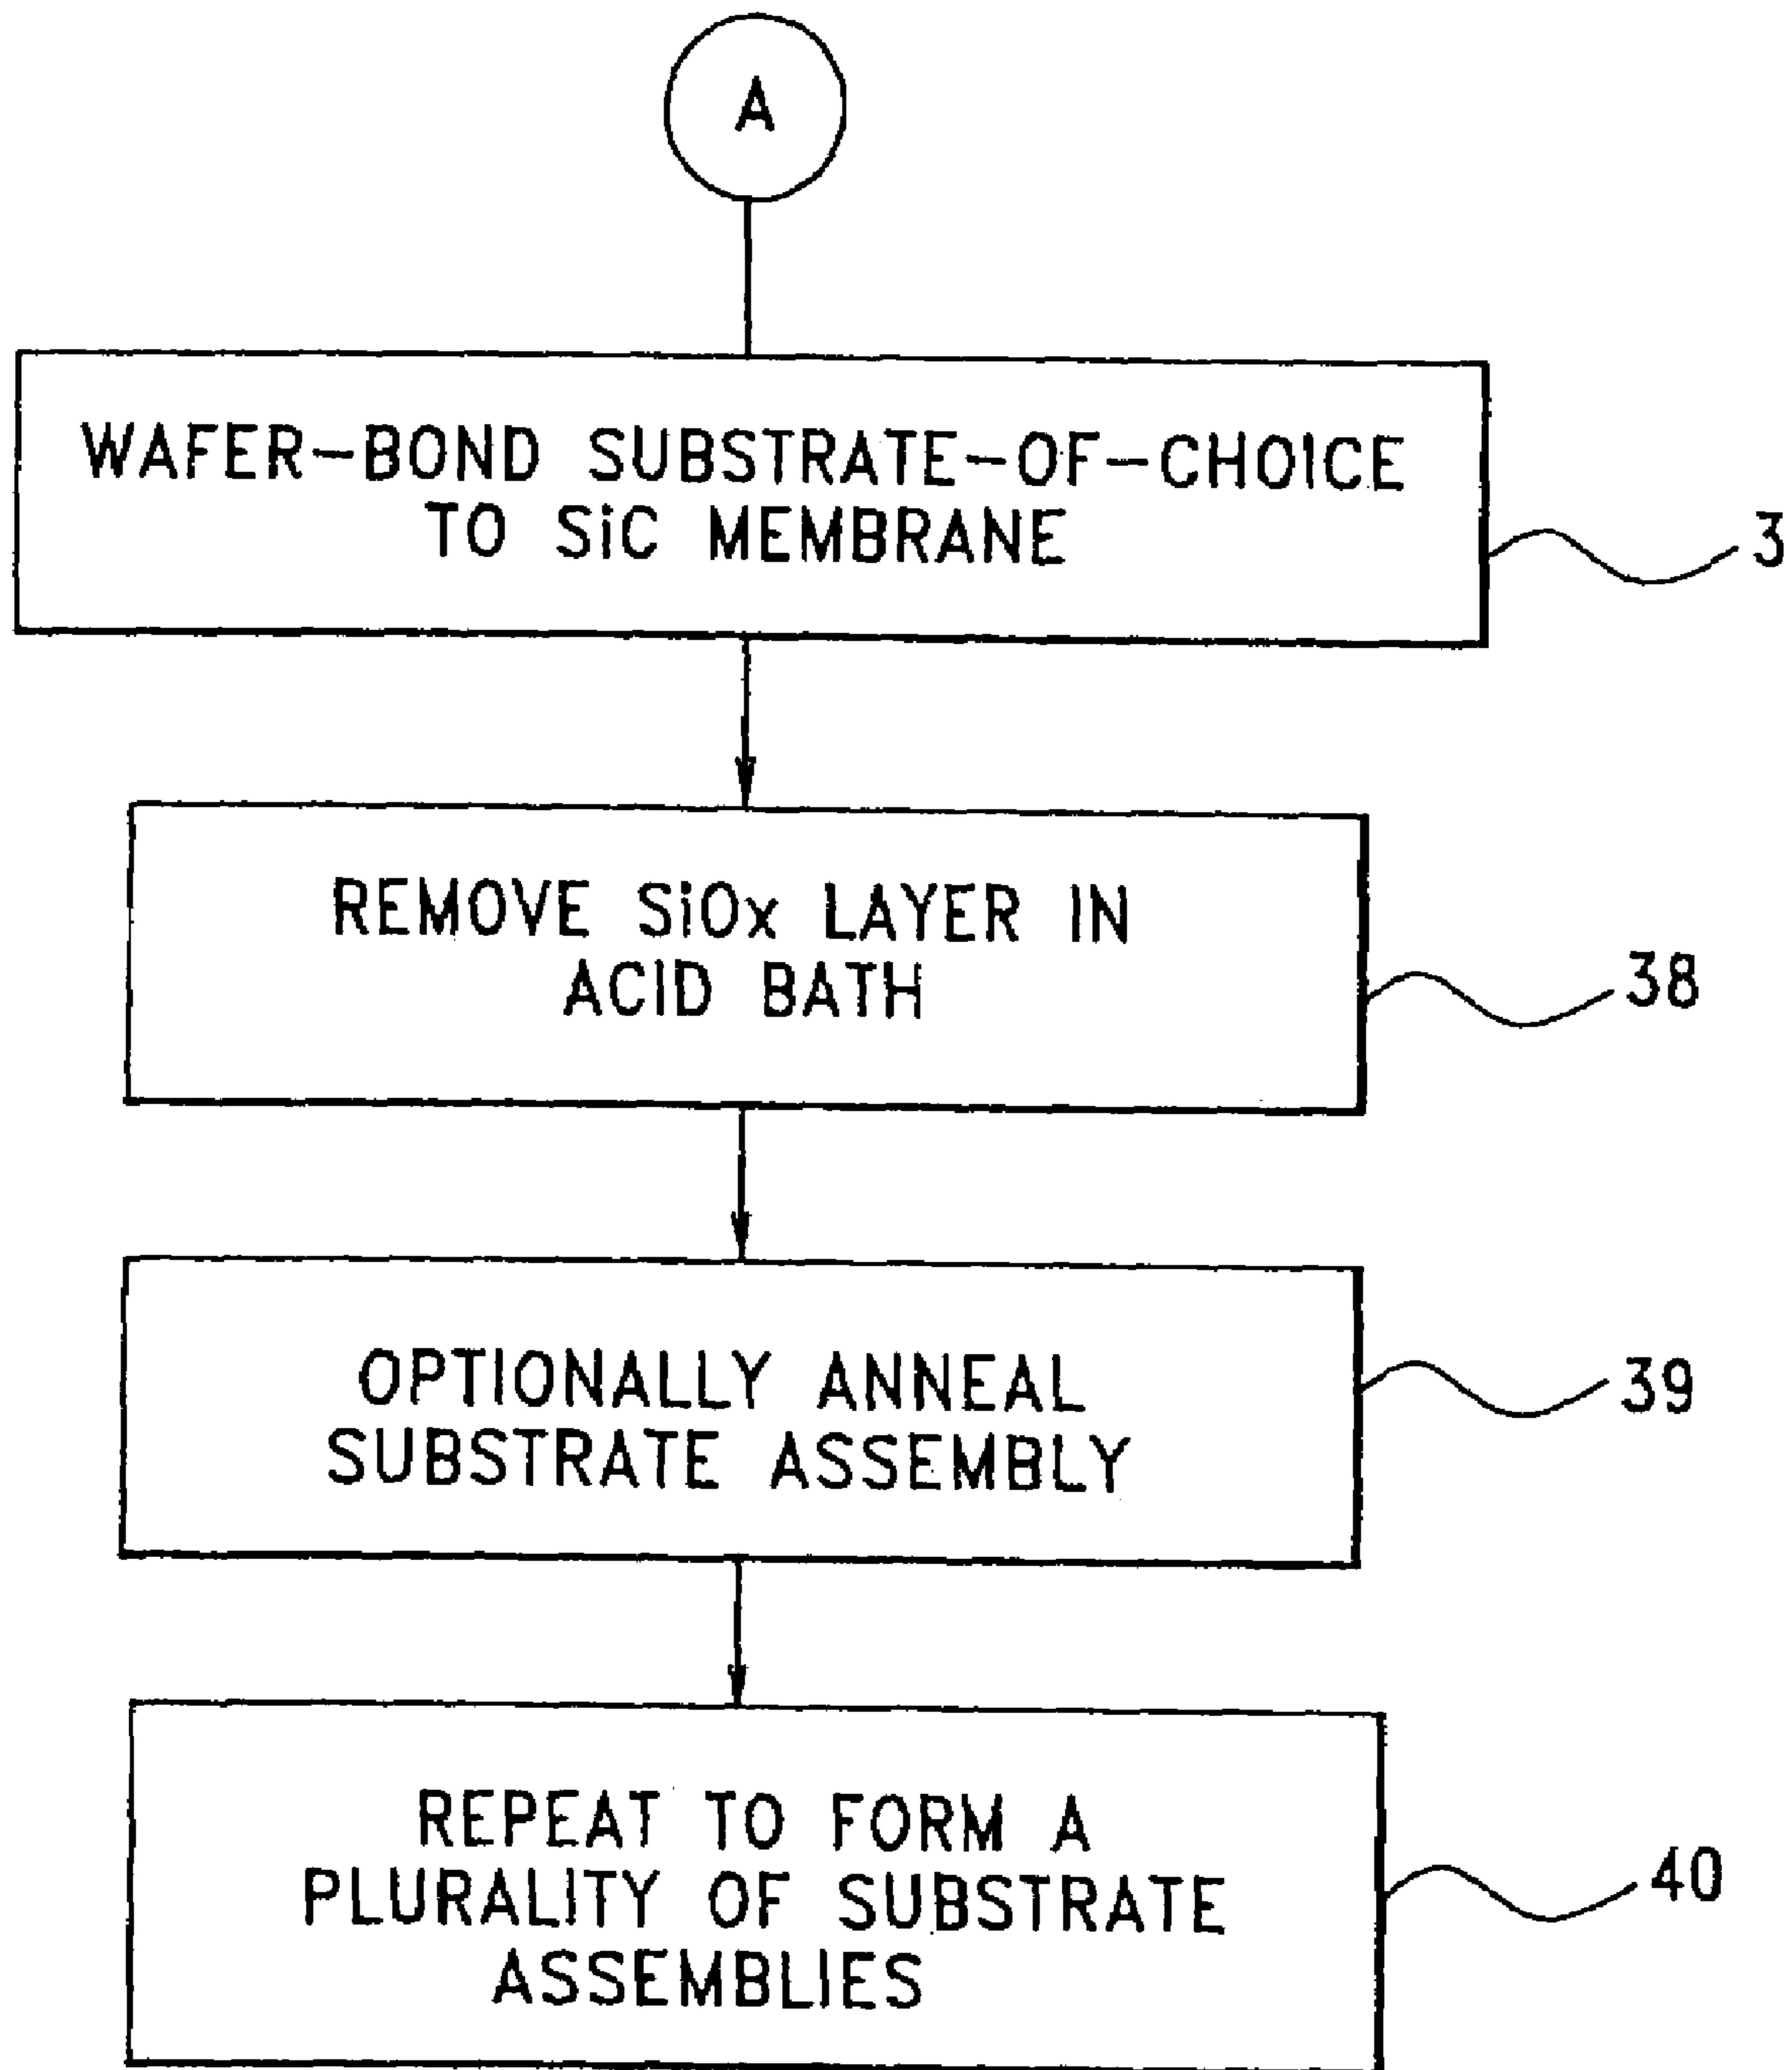 A
WAFER-BOND SUBSTRATE-OF-CHOICE
TO SiC MEMBRANE
3
REMOVE SiOx LAYER IN
ACID BATH
38
OPTIONALLY ANNEAL
SUBSTRATE ASSEMBLY
39
REPEAT TO FORM A
PLURALITY OF SUBSTRATE
ASSEMBLIES
40